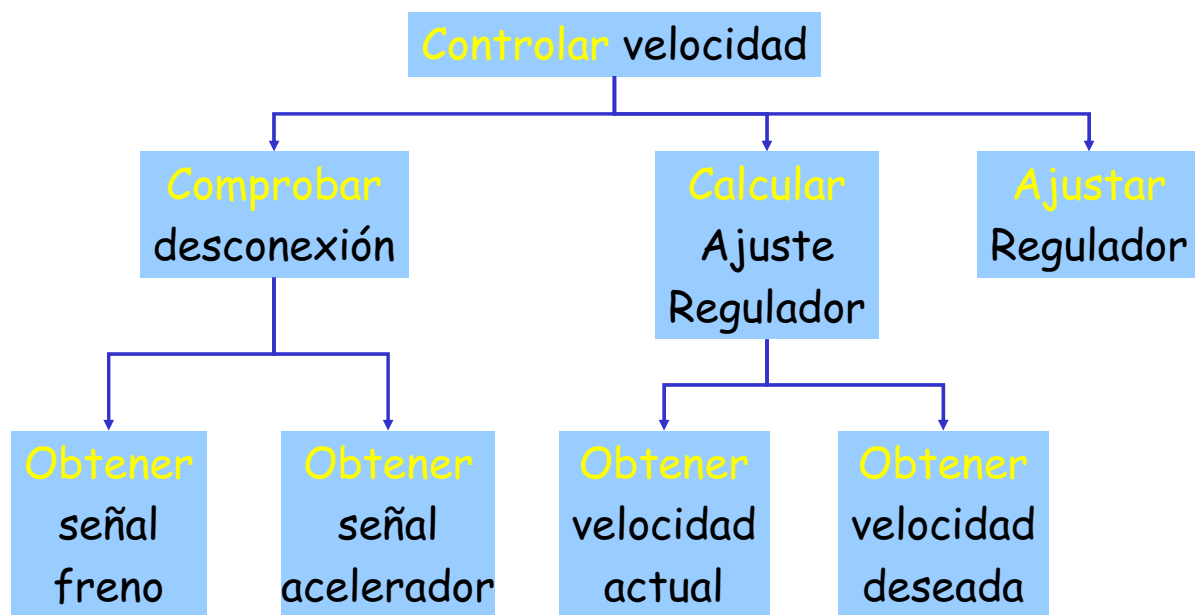 Controlar velocidad
Comprobar
desconexión
Calcular
Ajuste
Regulador
Ajustar
Regulador
Obtener
señal
freno
Obtener
señal
acelerador
Obtener
velocidad
actual
Obtener
velocidad
deseada